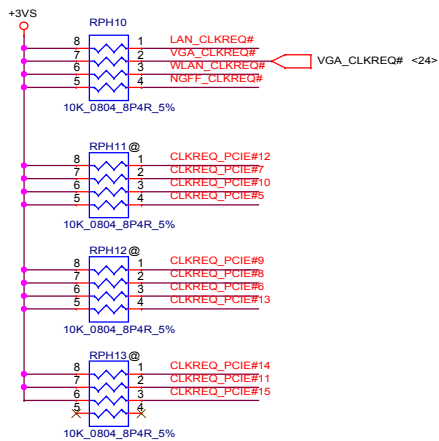 +3VS
RPH10
8 1 LAN_CLKREQ#
7 2 VGA_CLKREQ#
6 3 WLAN_CLKREQ#
5 4 NGFF_CLKREQ#
VGA_CLKREQ# <24>
10K_0804_8P4R_5%
RPH11@
8 1 CLKREQ_PCIE#12
7 2 CLKREQ_PCIE#7
6 3 CLKREQ_PCIE#10
5 4 CLKREQ_PCIE#5
10K_0804_8P4R_5%
RPH12@
8 1 CLKREQ_PCIE#9
7 2 CLKREQ_PCIE#8
6 3 CLKREQ_PCIE#6
5 4 CLKREQ_PCIE#13
10K_0804_8P4R_5%
RPH13@
8 1 CLKREQ_PCIE#14
7 2 CLKREQ_PCIE#11
6 3 CLKREQ_PCIE#15
5 4
10K_0804_8P4R_5%